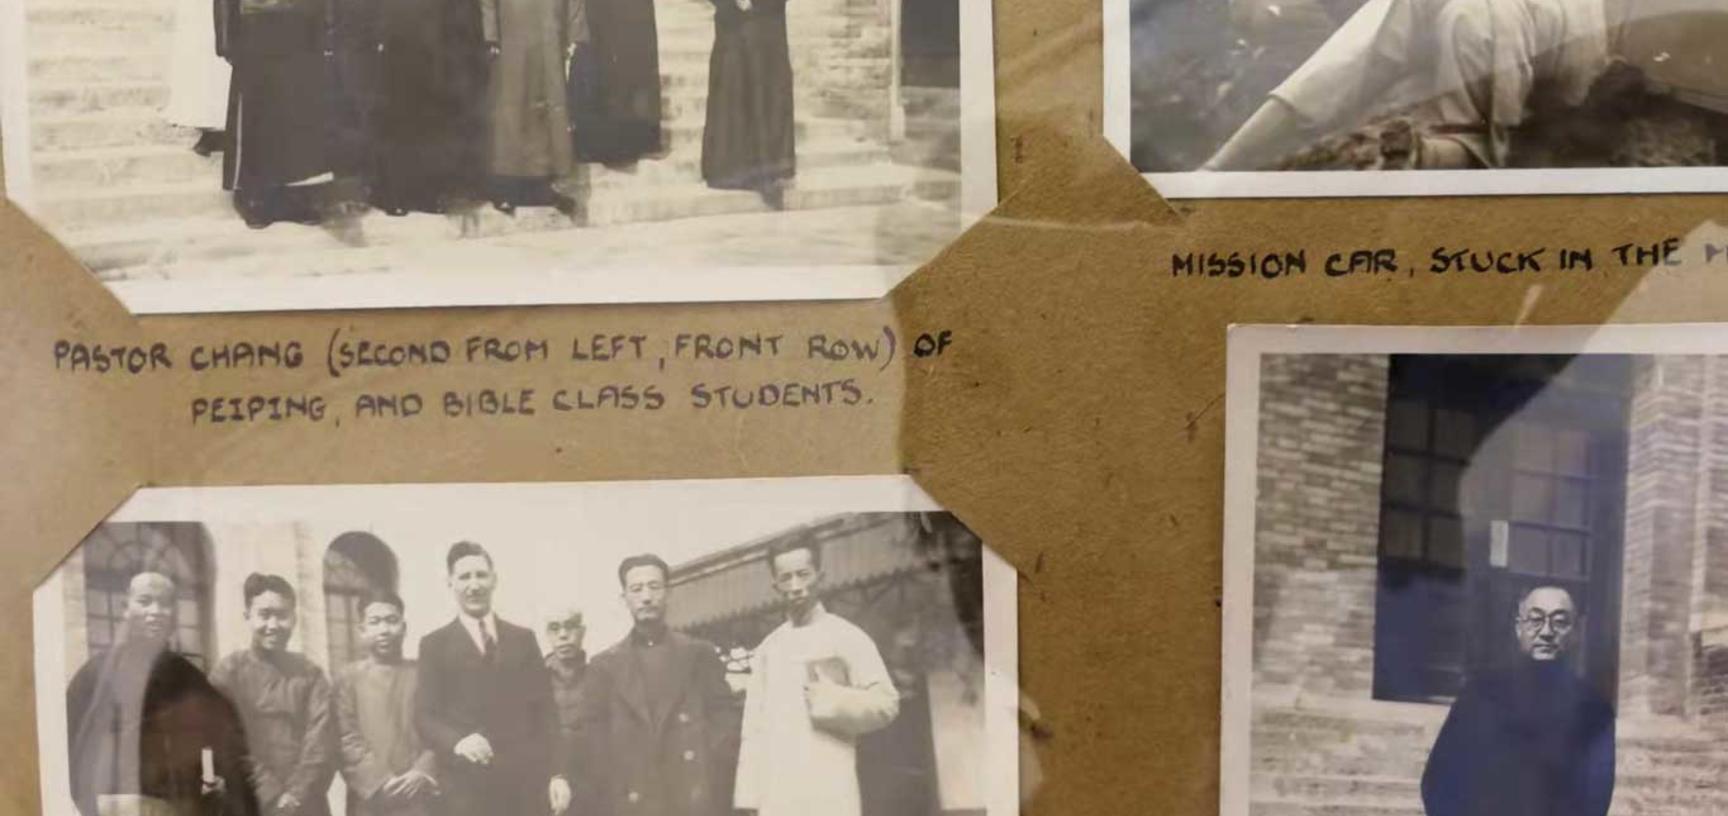 PASTOR CHANG (SECOND FROM LEFT, FRONT ROW) OF
PEIPING, AND BIBLE CLASS STUDENTS.
MISSION CAR, STUCK IN THE